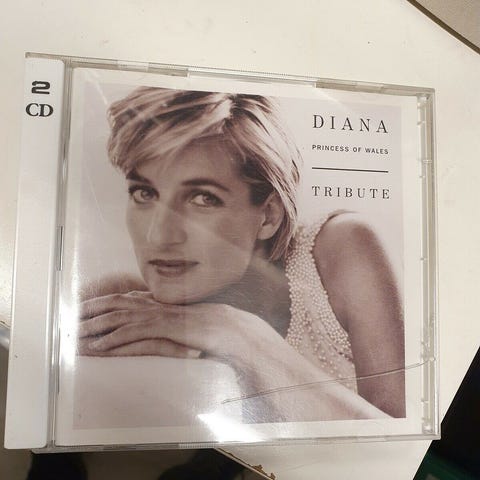 2
CD
DIANA
PRINCESS OF WALES
TRIBUTE